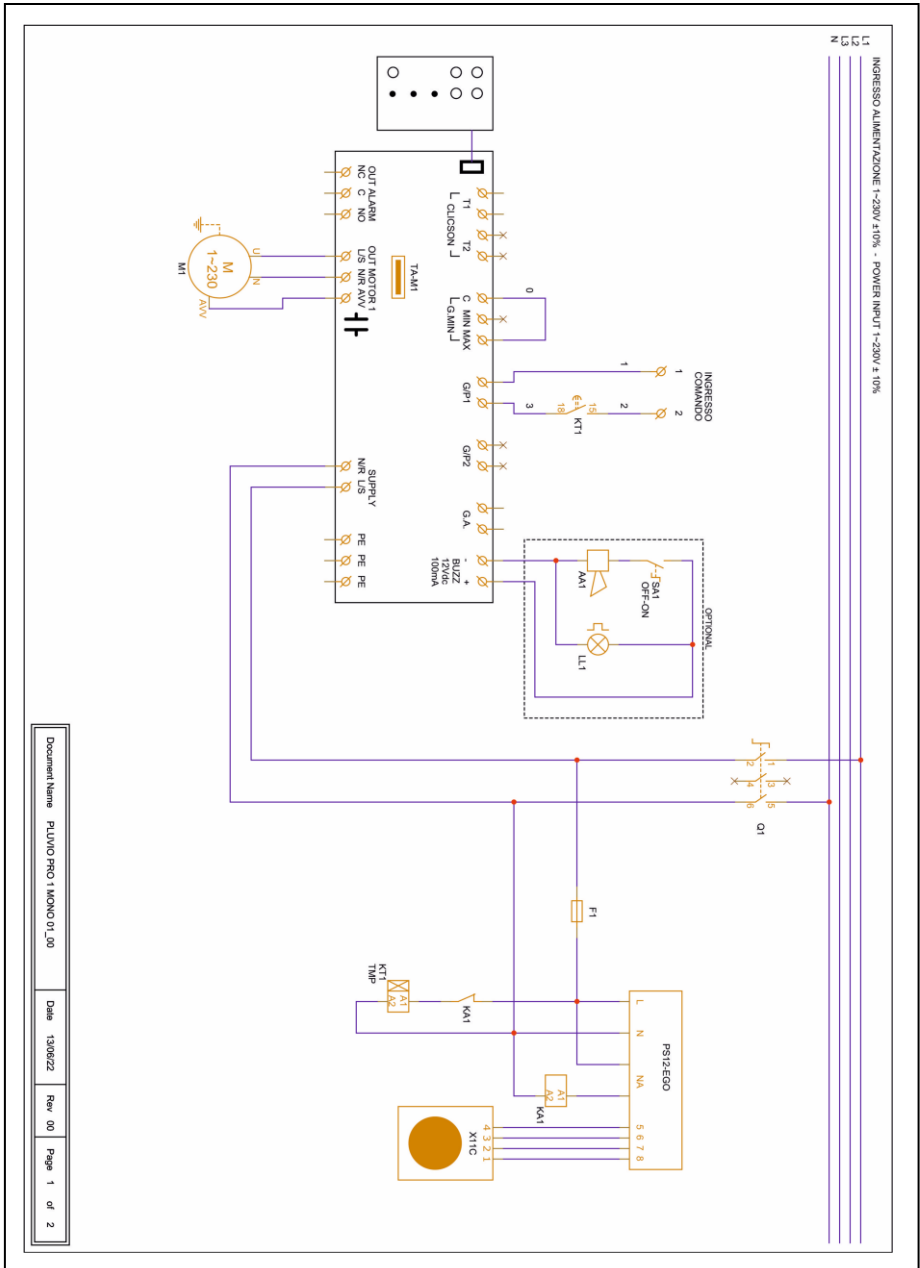 INGRESSO ALIMENTAZIONE 1~230V ±10% - POWER INPUT 1~230V ± 10%
L1
L2
L3
N
T1
T2
L CLICSON
C MIN MAX
L G.MIN
0
G/P1
G/P2
G.A.
- +
BUZZ
12Vdc
100mA
INGRESSO
COMANDO
1
2
1
2
3
15
18
KT1
OPTIONAL
SA1
OFF-ON
AA1
LL1
TA-M1
OUT ALARM
NC C NO
OUT MOTOR 1
L/S N/R AVV
SUPPLY
N/R L/S
PE PE PE
U
N
AVV
M
1~230
M1
1 3 5
2 4 6
Q1
F1
PS12-EGO
L N NA 5 6 7 8
KA1
KT1
TMP
A1
A2
A1
A2
KA1
4 3 2 1
X11C
Document Name PLUVIO PRO 1 MONO 01_00 Date 13/06/22 Rev 00 Page 1 of 2